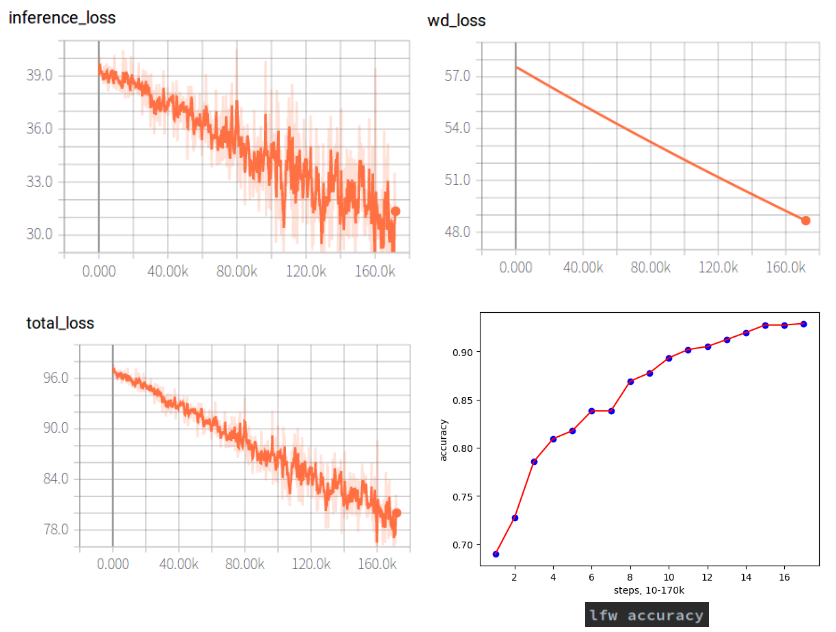 inference_loss
39.0
36.0
33.0
30.0
0.000 40.00k 80.00k 120.0k 160.0k
wd_loss
57.0
54.0
51.0
48.0
0.000 40.00k 80.00k 120.0k 160.0k
total_loss
96.0
90.0
84.0
78.0
0.000 40.00k 80.00k 120.0k 160.0k
accuracy
0.90
0.85
0.80
0.75
0.70
2 4 6 8 10 12 14 16
steps, 10-170k
lfw accuracy